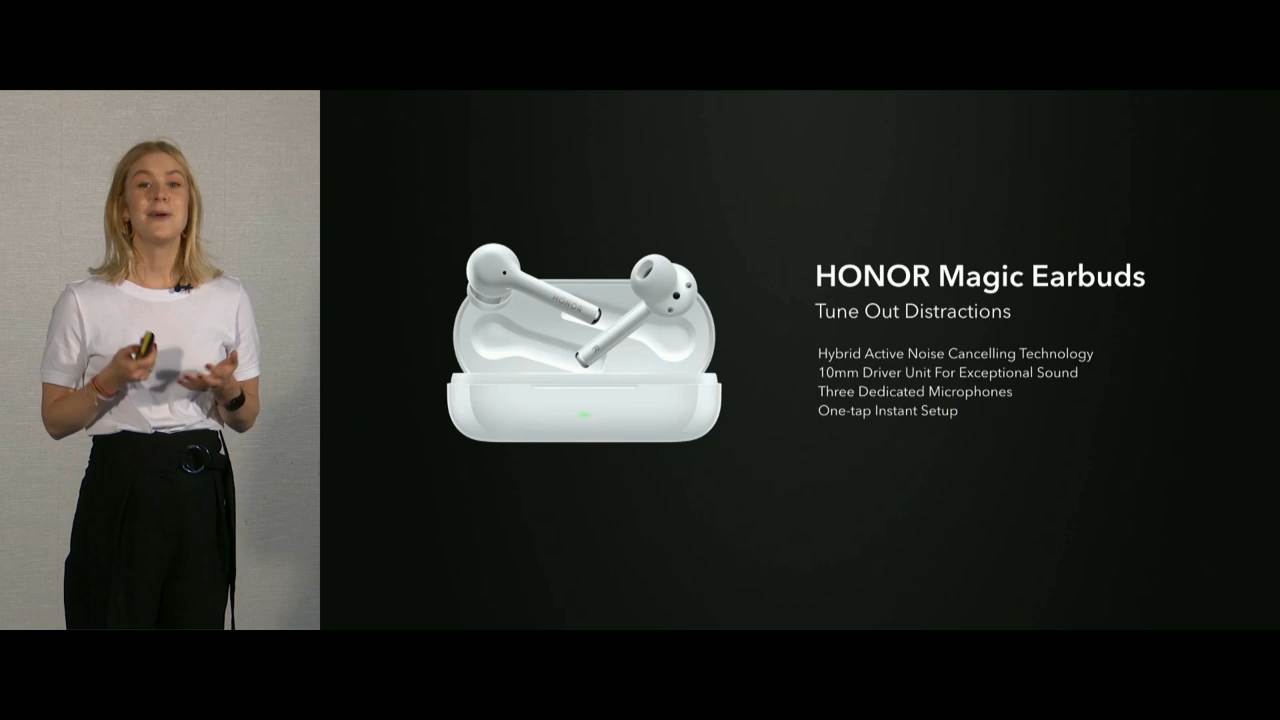 HONOR
HONOR Magic Earbuds
Tune Out Distractions
Hybrid Active Noise Cancelling Technology
10mm Driver Unit For Exceptional Sound
Three Dedicated Microphones
One-tap Instant Setup